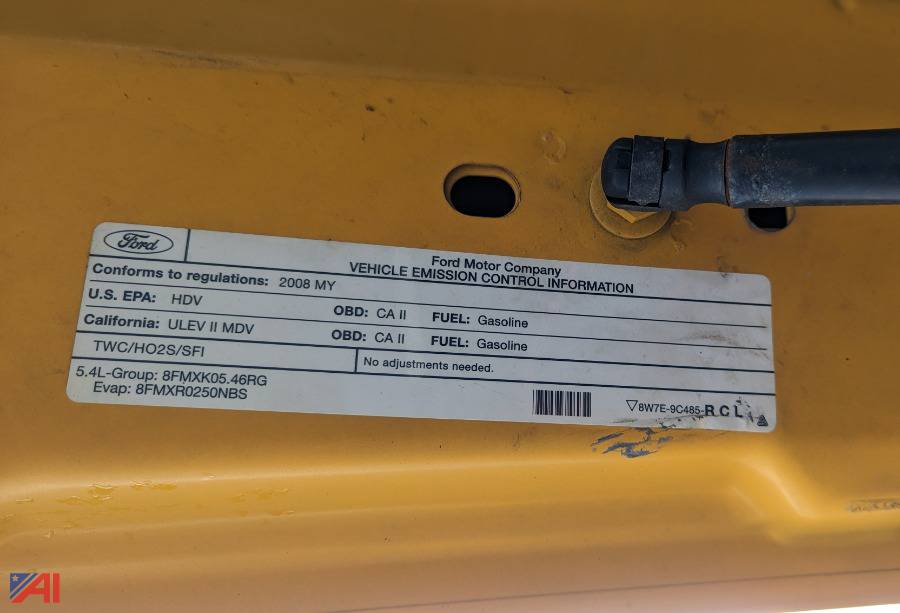 Ford
Ford Motor Company
VEHICLE EMISSION CONTROL INFORMATION
Conforms to regulations: 2008 MY
U.S. EPA: HDV OBD: CA II FUEL: Gasoline
California: ULEV II MDV OBD: CA II FUEL: Gasoline
TWC/HO2S/SFI No adjustments needed.
5.4L-Group: 8FMXK05.46RG
Evap: 8FMXR0250NBS
8W7E-9C485-RCL
AI